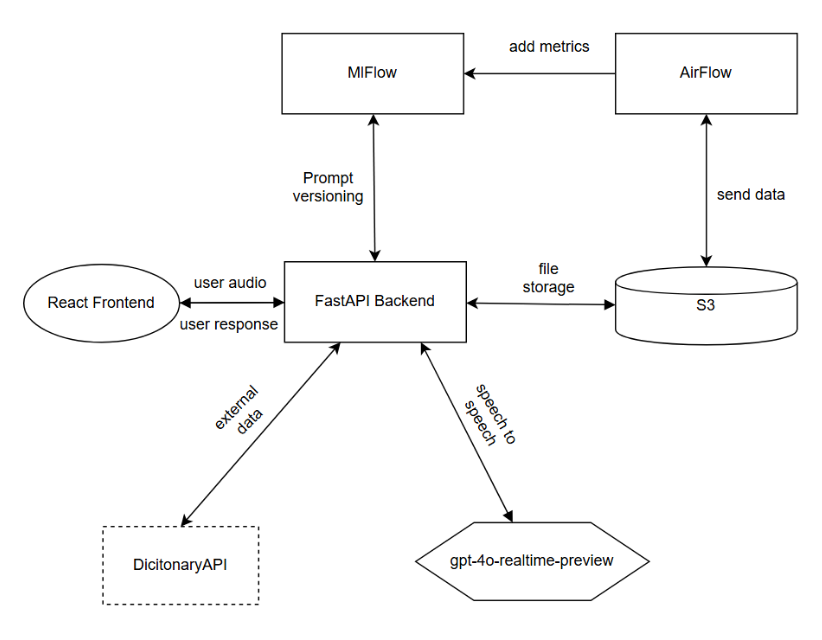 MlFlow
add metrics
AirFlow
Prompt
versioning
send data
React Frontend
user audio
user response
FastAPI Backend
file
storage
S3
external
data
speech to
speech
DicitonaryAPI
gpt-4o-realtime-preview